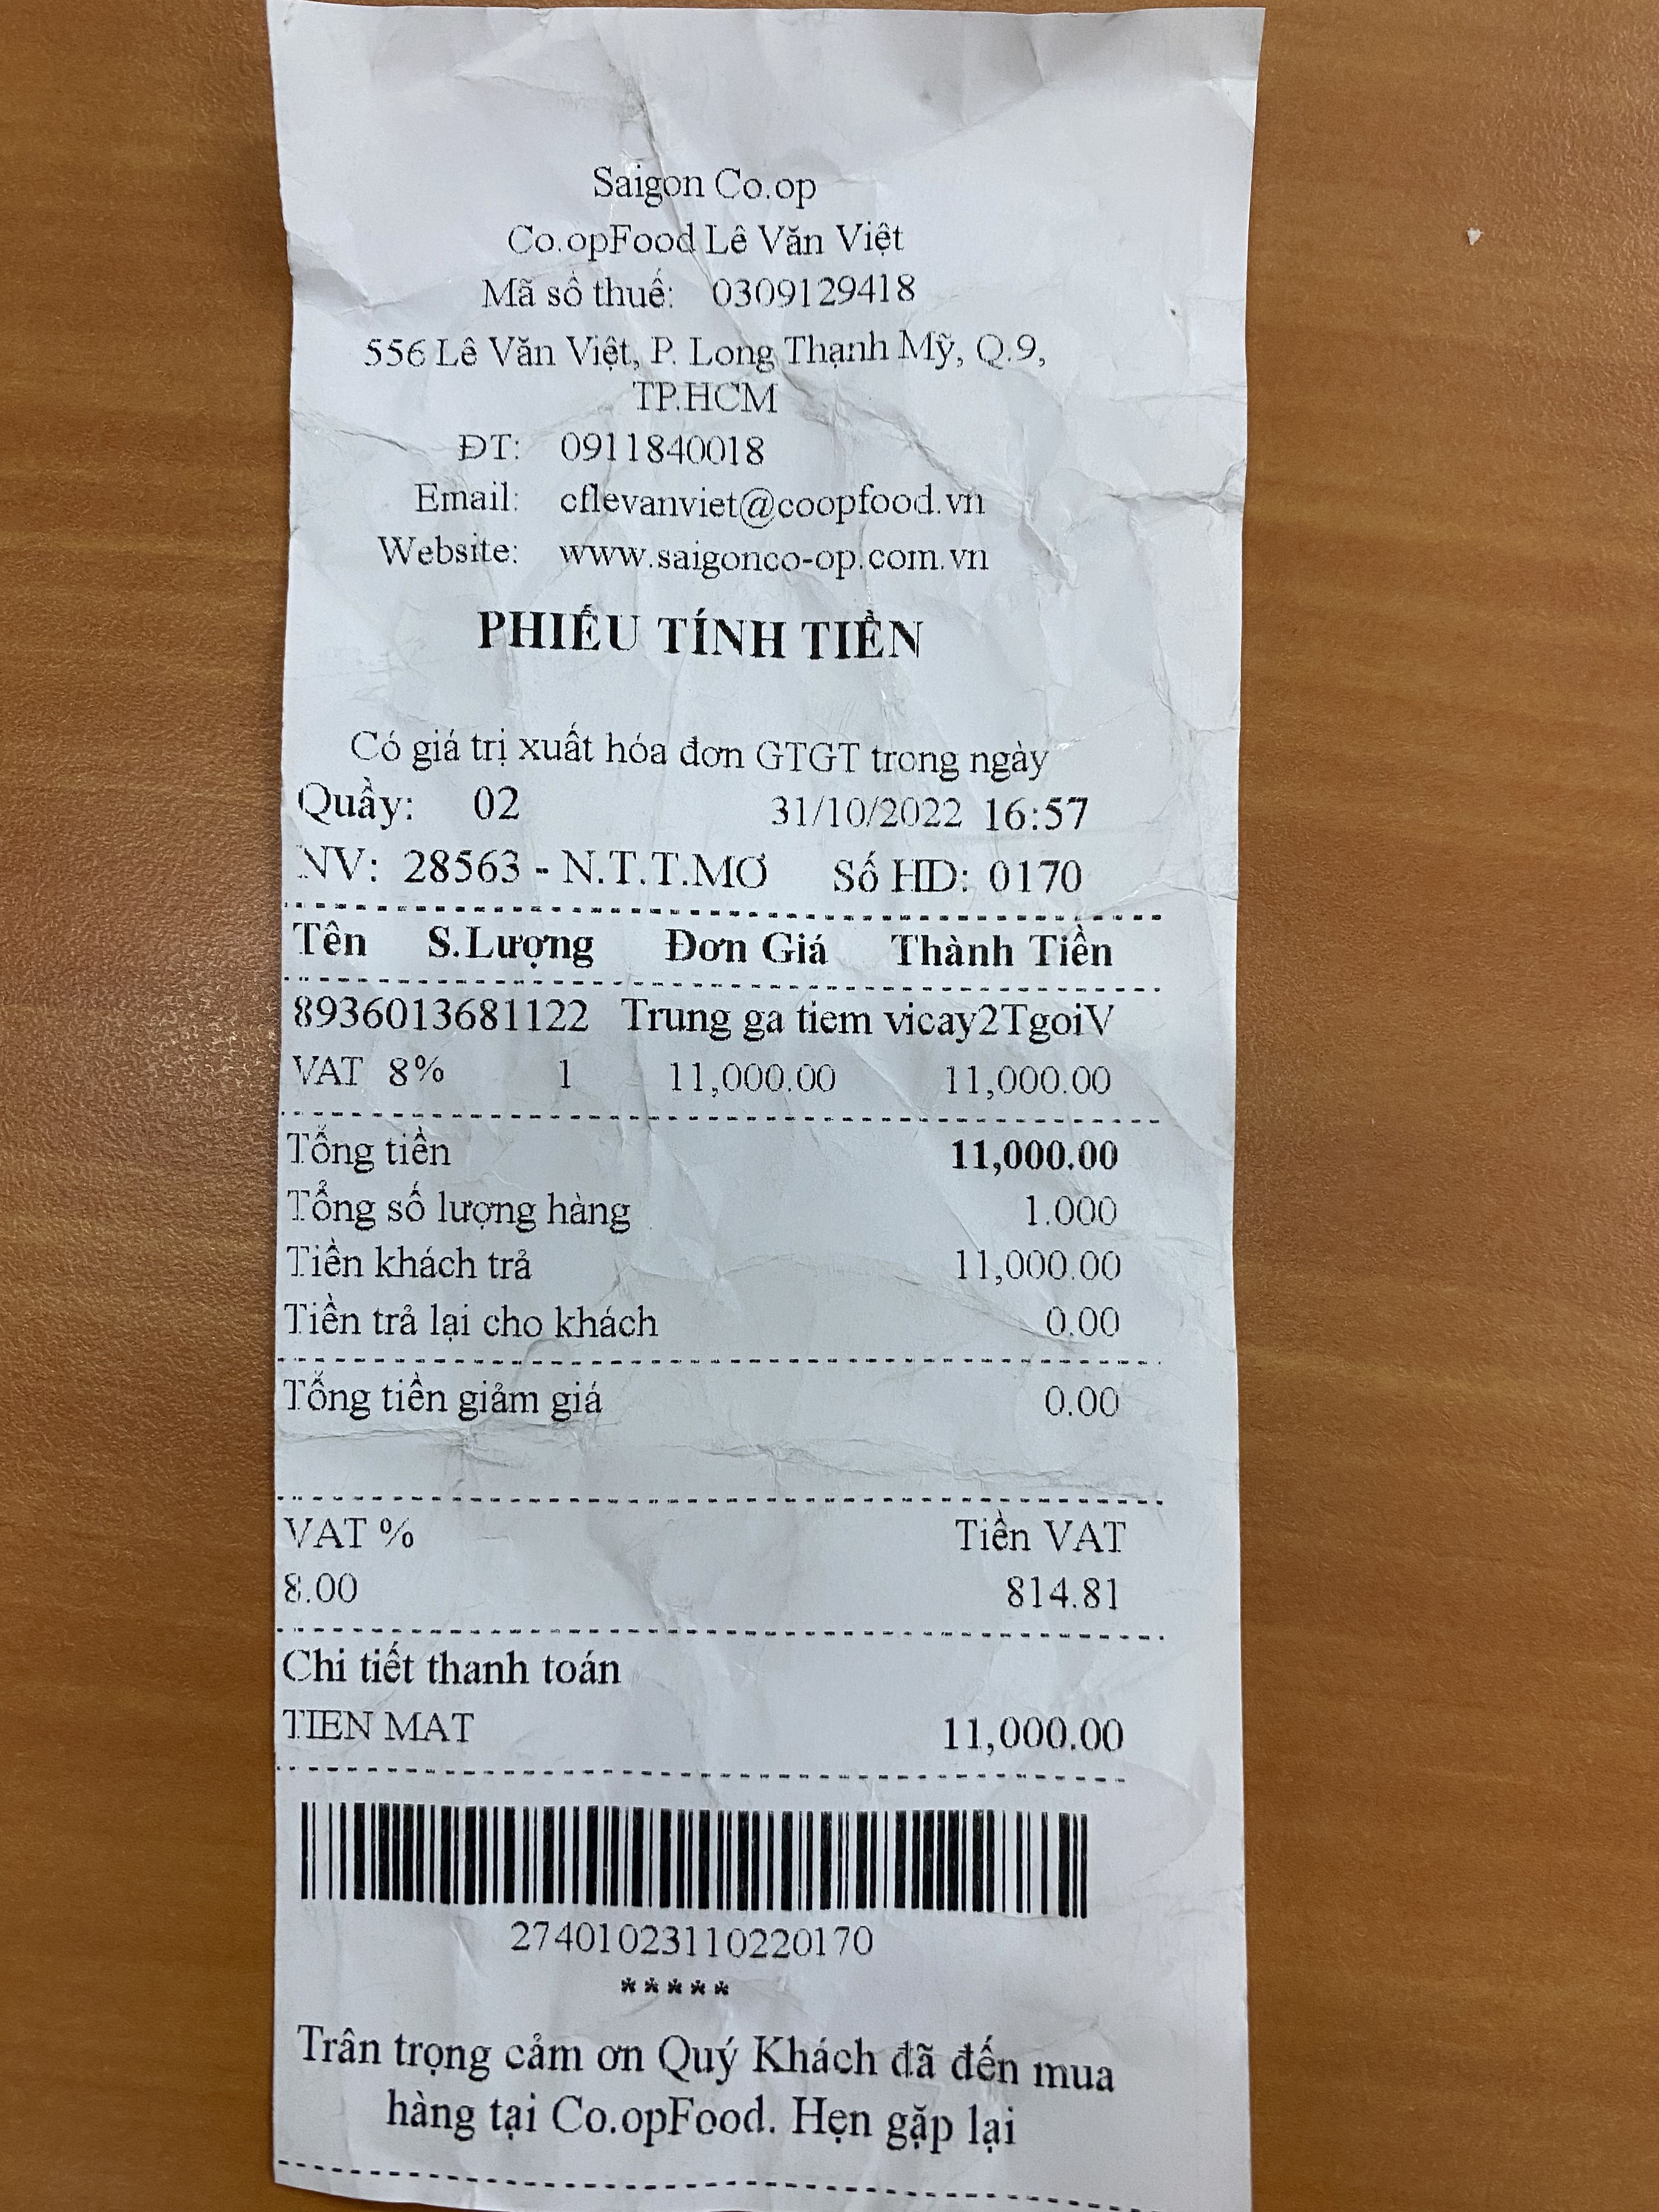 Saigon Co.op
Co.opFood Lê Văn Việt
Mã số thuế: 0309129418
556 Lê Văn Việt, P. Long Thạnh Mỹ, Q.9,
TP.HCM
ĐT: 0911840018
Email: cflevanviet@coopfood.vn
Website: www.saigonco-op.com.vn
PHIẾU TÍNH TIỀN
Có giá trị xuất hóa đơn GTGT trong ngày
Quầy: 02 31/10/2022 16:57
NV: 28563 - N.T.T.MƠ Số HD: 0170
Tên S.Lượng Đơn Giá Thành Tiền
8936013681122 Trung ga tiem vicay2TgoiV
VAT 8% 1 11,000.00 11,000.00
Tổng tiền 11,000.00
Tổng số lượng hàng 1.000
Tiền khách trả 11,000.00
Tiền trả lại cho khách 0.00
Tổng tiền giảm giá 0.00
VAT % Tiền VAT
8.00 814.81
Chi tiết thanh toán
TIEN MAT 11,000.00
27401023110220170
*****
Trân trọng cảm ơn Quý Khách đã đến mua
hàng tại Co.opFood. Hẹn gặp lại